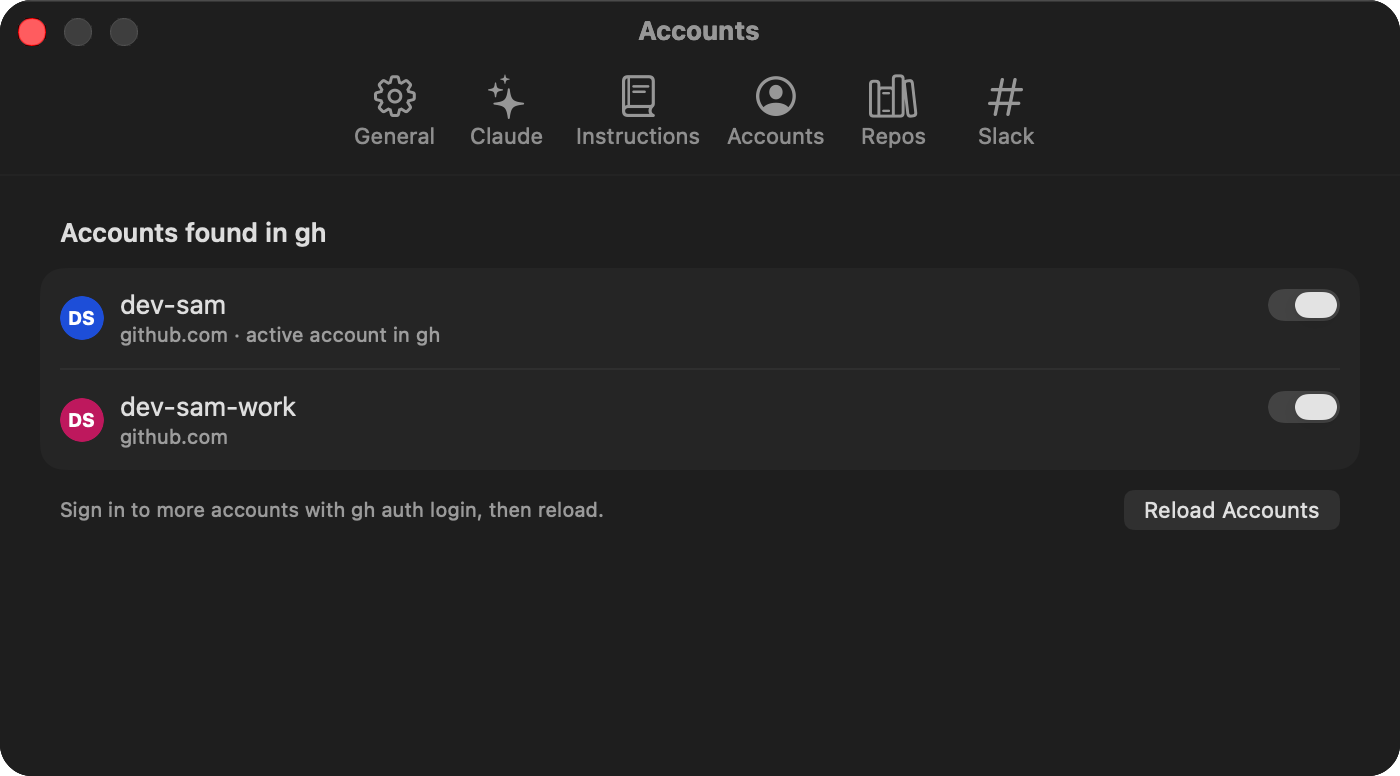 Accounts
General
Claude
Instructions
Accounts
Repos
Slack
Accounts found in gh
DS
dev-sam
github.com · active account in gh
DS
dev-sam-work
github.com
Sign in to more accounts with gh auth login, then reload.
Reload Accounts